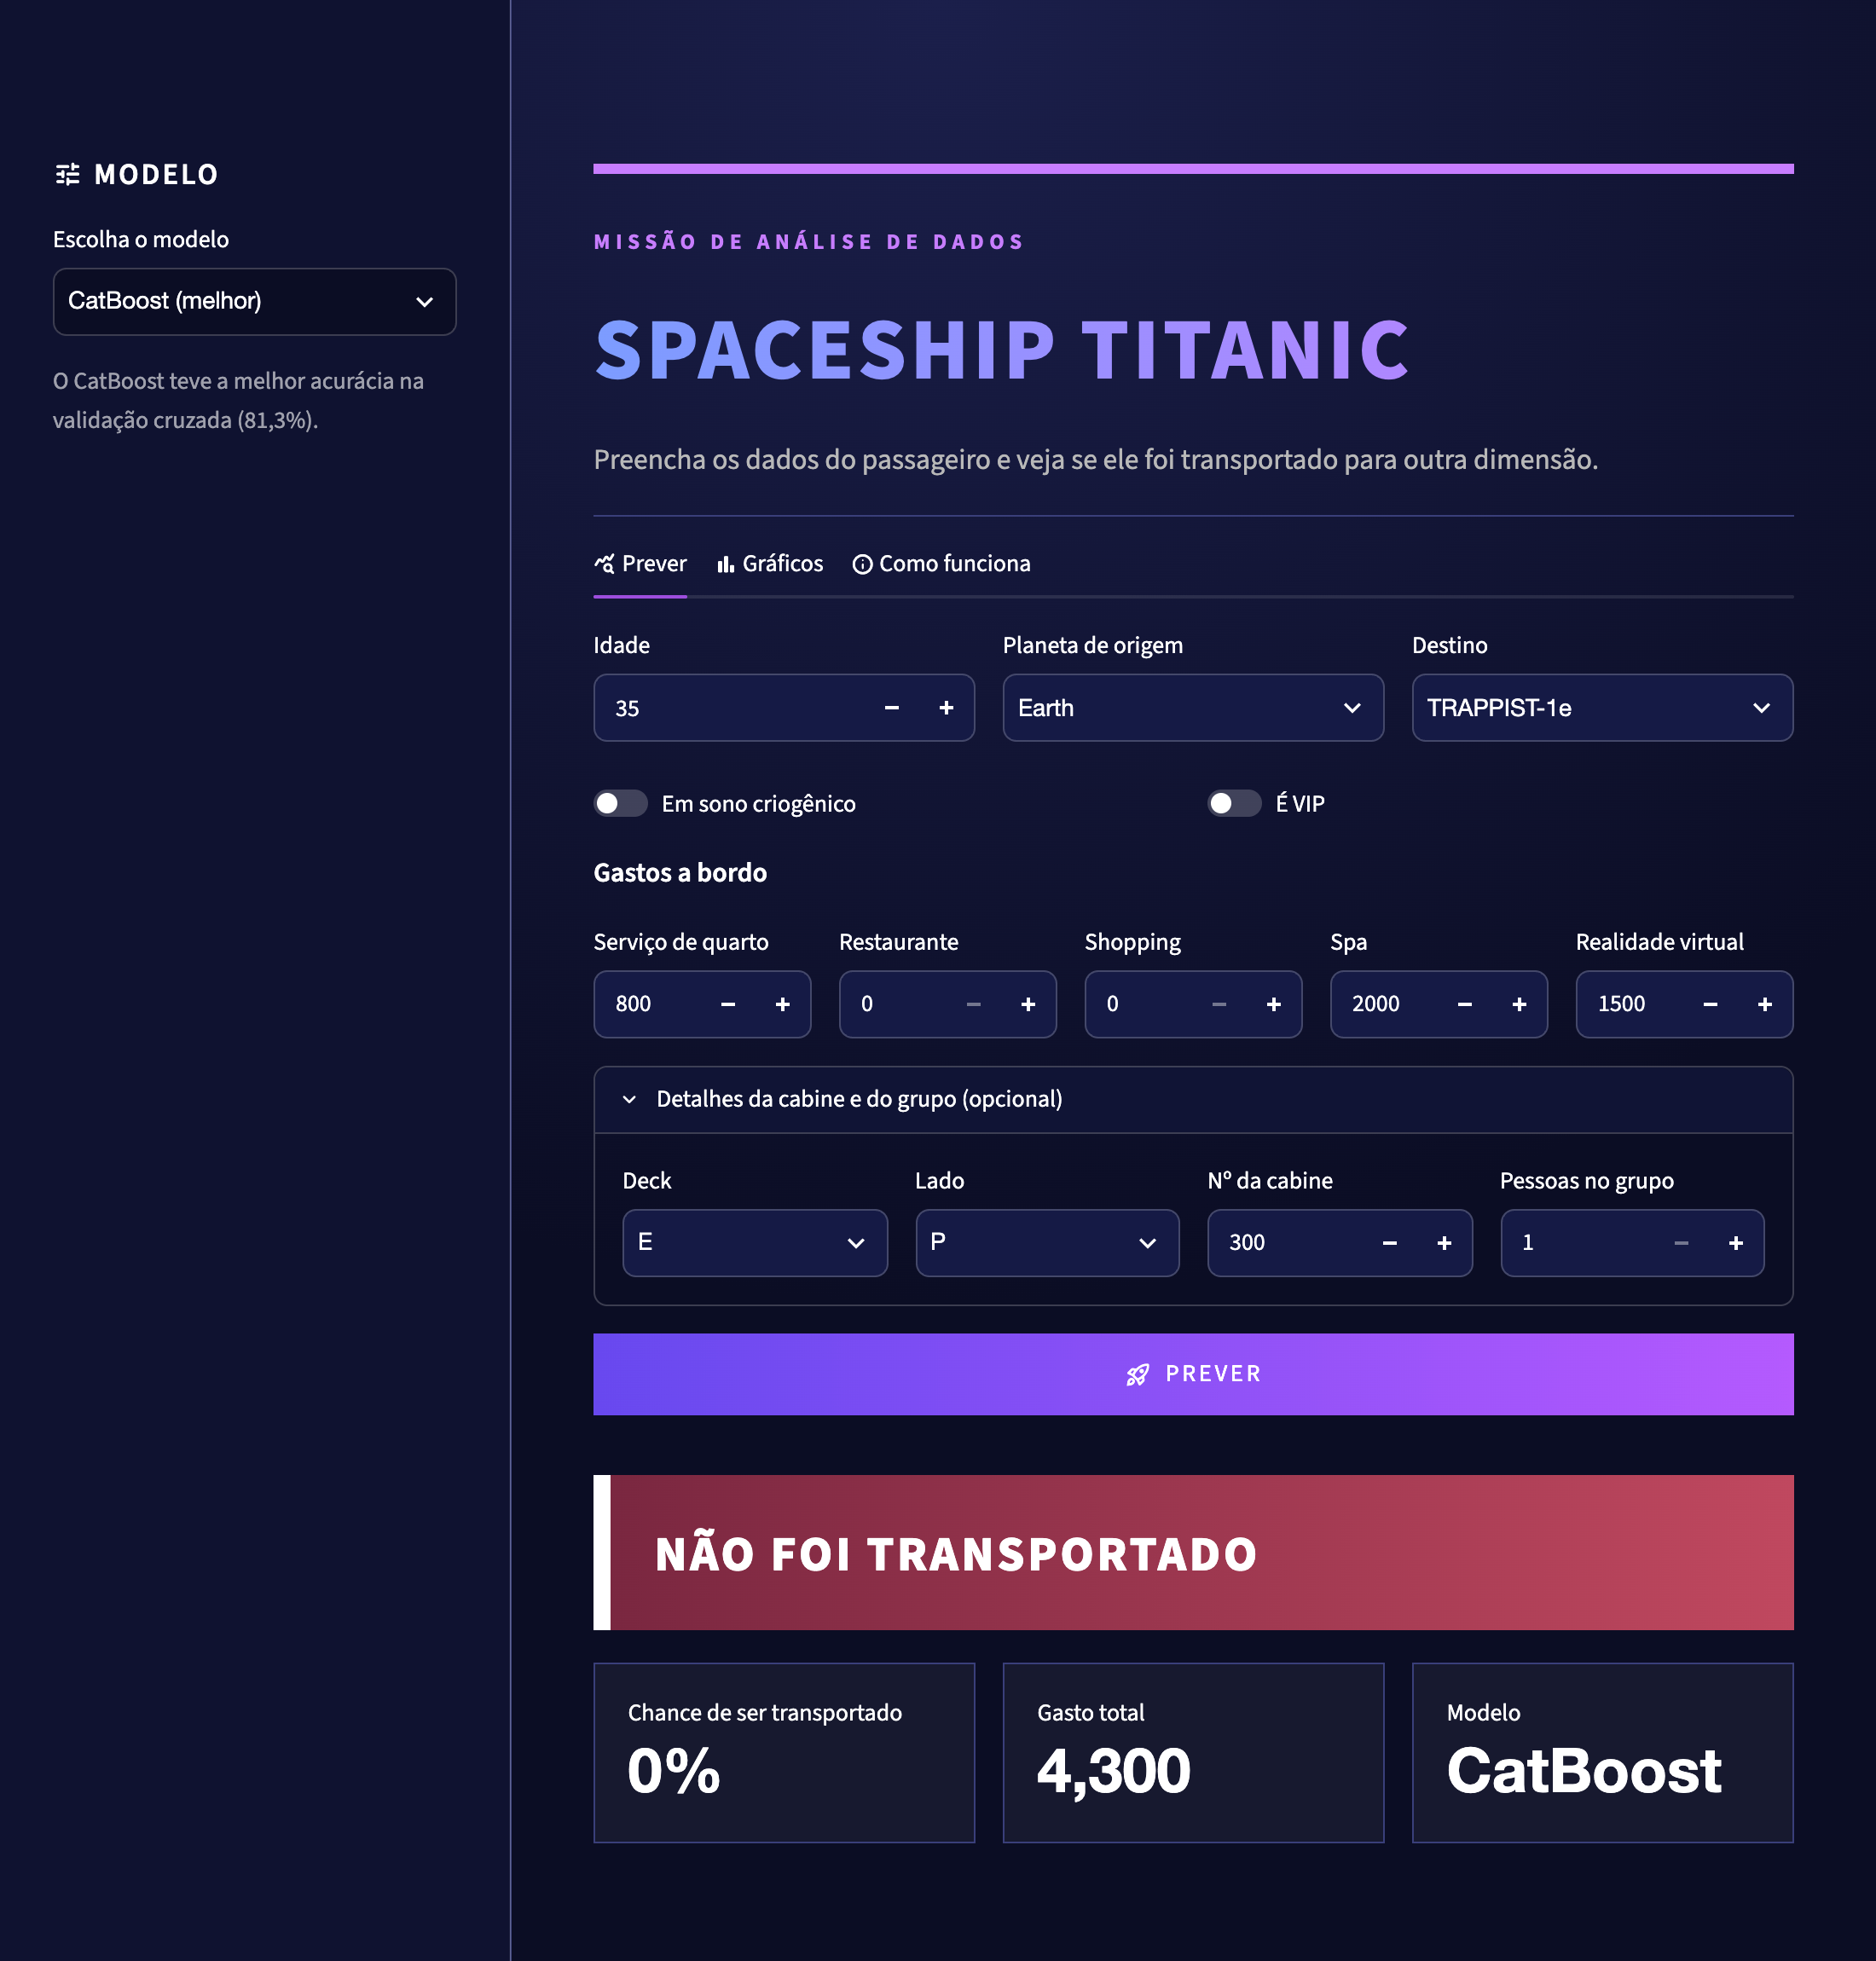 MODELO
Escolha o modelo
CatBoost (melhor)
O CatBoost teve a melhor acurácia na
validação cruzada (81,3%).
MISSÃO DE ANÁLISE DE DADOS
SPACESHIP TITANIC
Preencha os dados do passageiro e veja se ele foi transportado para outra dimensão.
Prever Gráficos Como funciona
Idade Planeta de origem Destino
35 Earth TRAPPIST-1e
Em sono criogênico É VIP
Gastos a bordo
Serviço de quarto Restaurante Shopping Spa Realidade virtual
800 0 0 2000 1500
Detalhes da cabine e do grupo (opcional)
Deck Lado Nº da cabine Pessoas no grupo
E P 300 1
PREVER
NÃO FOI TRANSPORTADO
Chance de ser transportado Gasto total Modelo
0% 4,300 CatBoost